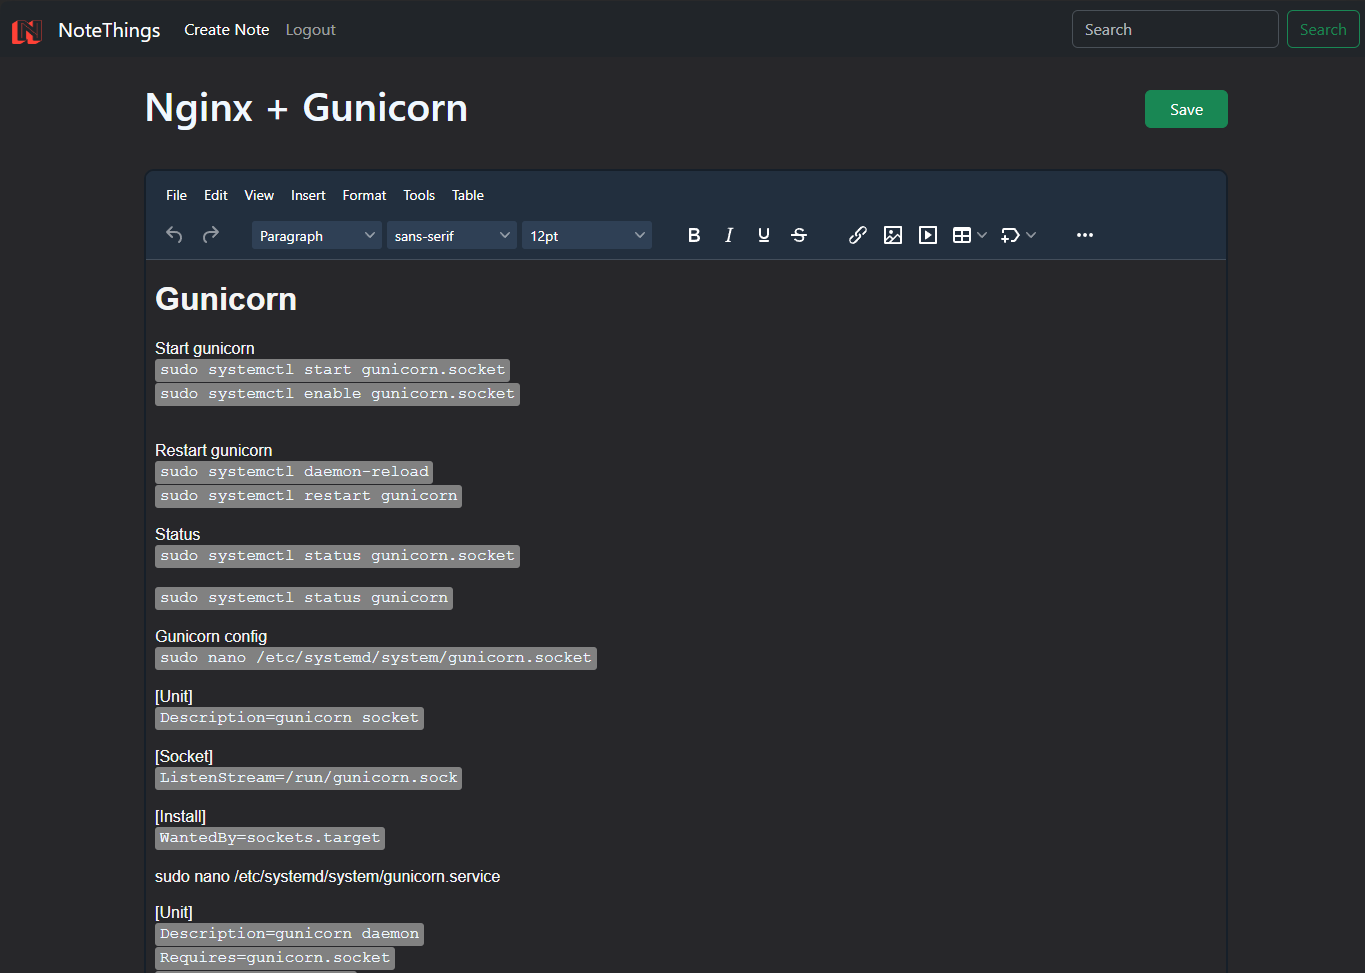 NoteThings Create Note Logout Search Search
Nginx + Gunicorn
Save
File Edit View Insert Format Tools Table
Paragraph sans-serif 12pt B I U S
Gunicorn
Start gunicorn
sudo systemctl start gunicorn.socket
sudo systemctl enable gunicorn.socket
Restart gunicorn
sudo systemctl daemon-reload
sudo systemctl restart gunicorn
Status
sudo systemctl status gunicorn.socket
sudo systemctl status gunicorn
Gunicorn config
sudo nano /etc/systemd/system/gunicorn.socket
[Unit]
Description=gunicorn socket
[Socket]
ListenStream=/run/gunicorn.sock
[Install]
WantedBy=sockets.target
sudo nano /etc/systemd/system/gunicorn.service
[Unit]
Description=gunicorn daemon
Requires=gunicorn.socket